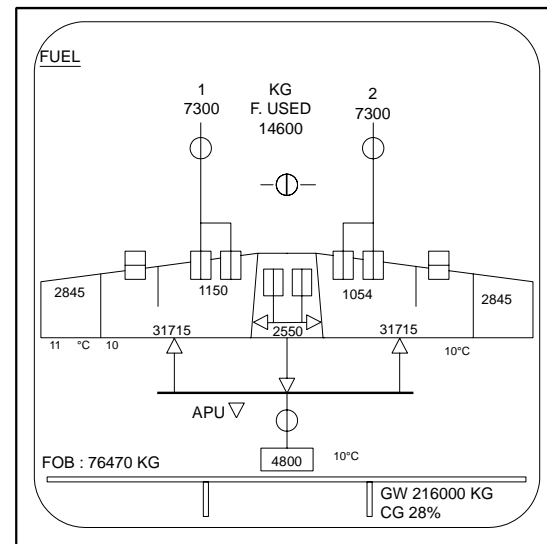 FUEL
1 KG 2
7300 F. USED 7300
14600
1150 1054
2845 2845
31715 2550 31715
11 °C 10 10°C
APU
4800 10°C
FOB : 76470 KG
GW 216000 KG
CG 28%